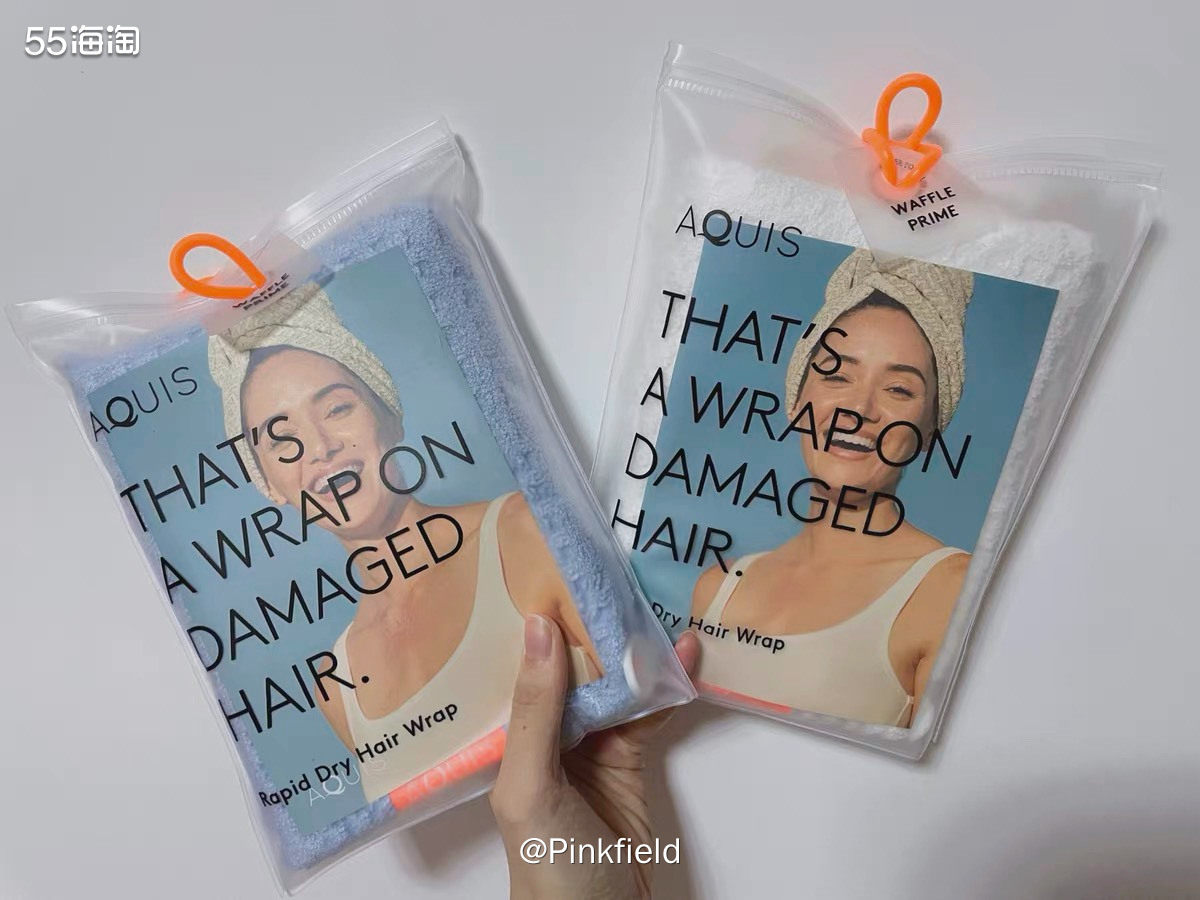 55海淘
WAFFLE
PRIME
AQUIS
THAT'S
A WRAP ON
DAMAGED
HAIR.
Rapid Dry Hair Wrap
AQUIS
WAFFLE
PRIME
AQUIS
THAT'S
A WRAP ON
DAMAGED
HAIR.
Dry Hair Wrap
@Pinkfield